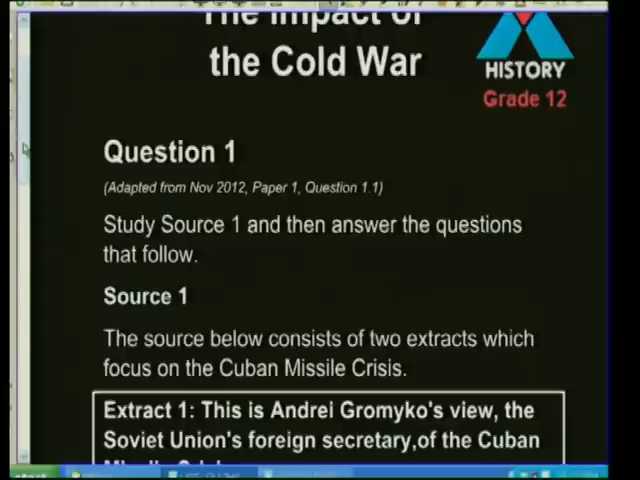 The Impact of
the Cold War
HISTORY
Grade 12
Question 1
(Adapted from Nov 2012, Paper 1, Question 1.1)
Study Source 1 and then answer the questions
that follow.
Source 1
The source below consists of two extracts which
focus on the Cuban Missile Crisis.
Extract 1: This is Andrei Gromyko's view, the
Soviet Union's foreign secretary,of the Cuban